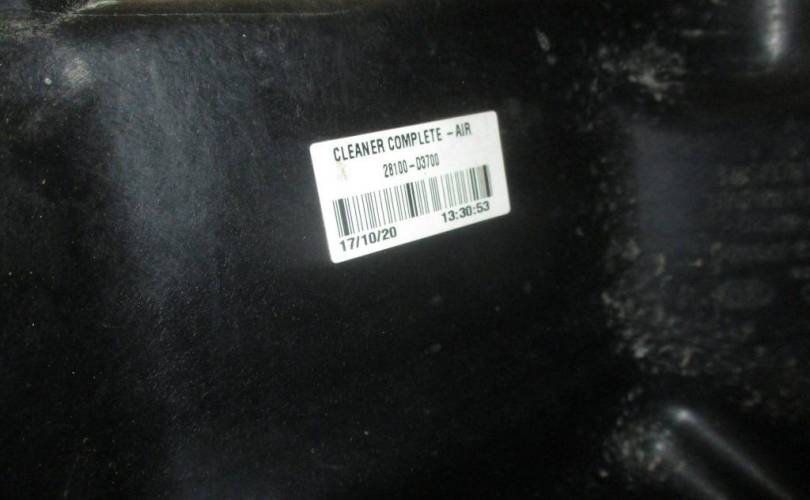 CLEANER COMPLETE -AIR
28100-D3700
17/10/20 13:30:53